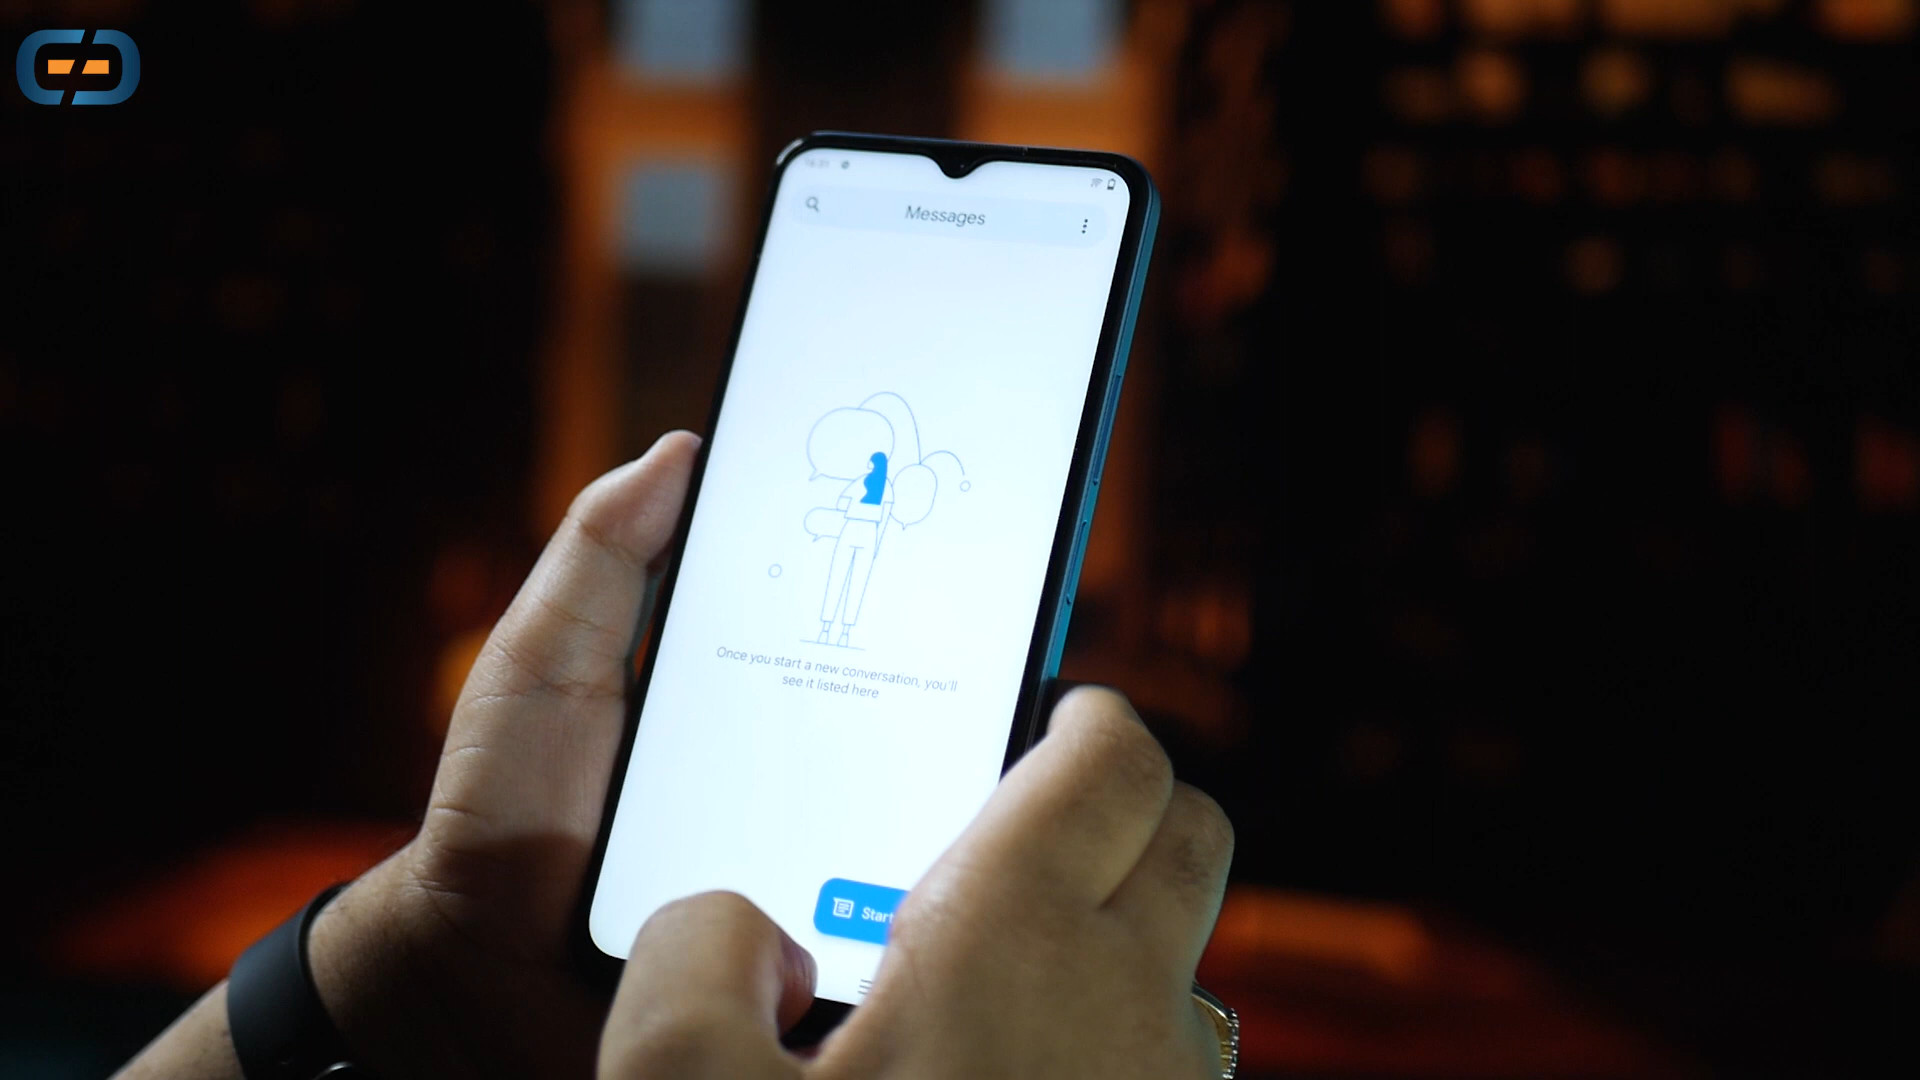 Messages
Once you start a new conversation, you'll
see it listed here
Start